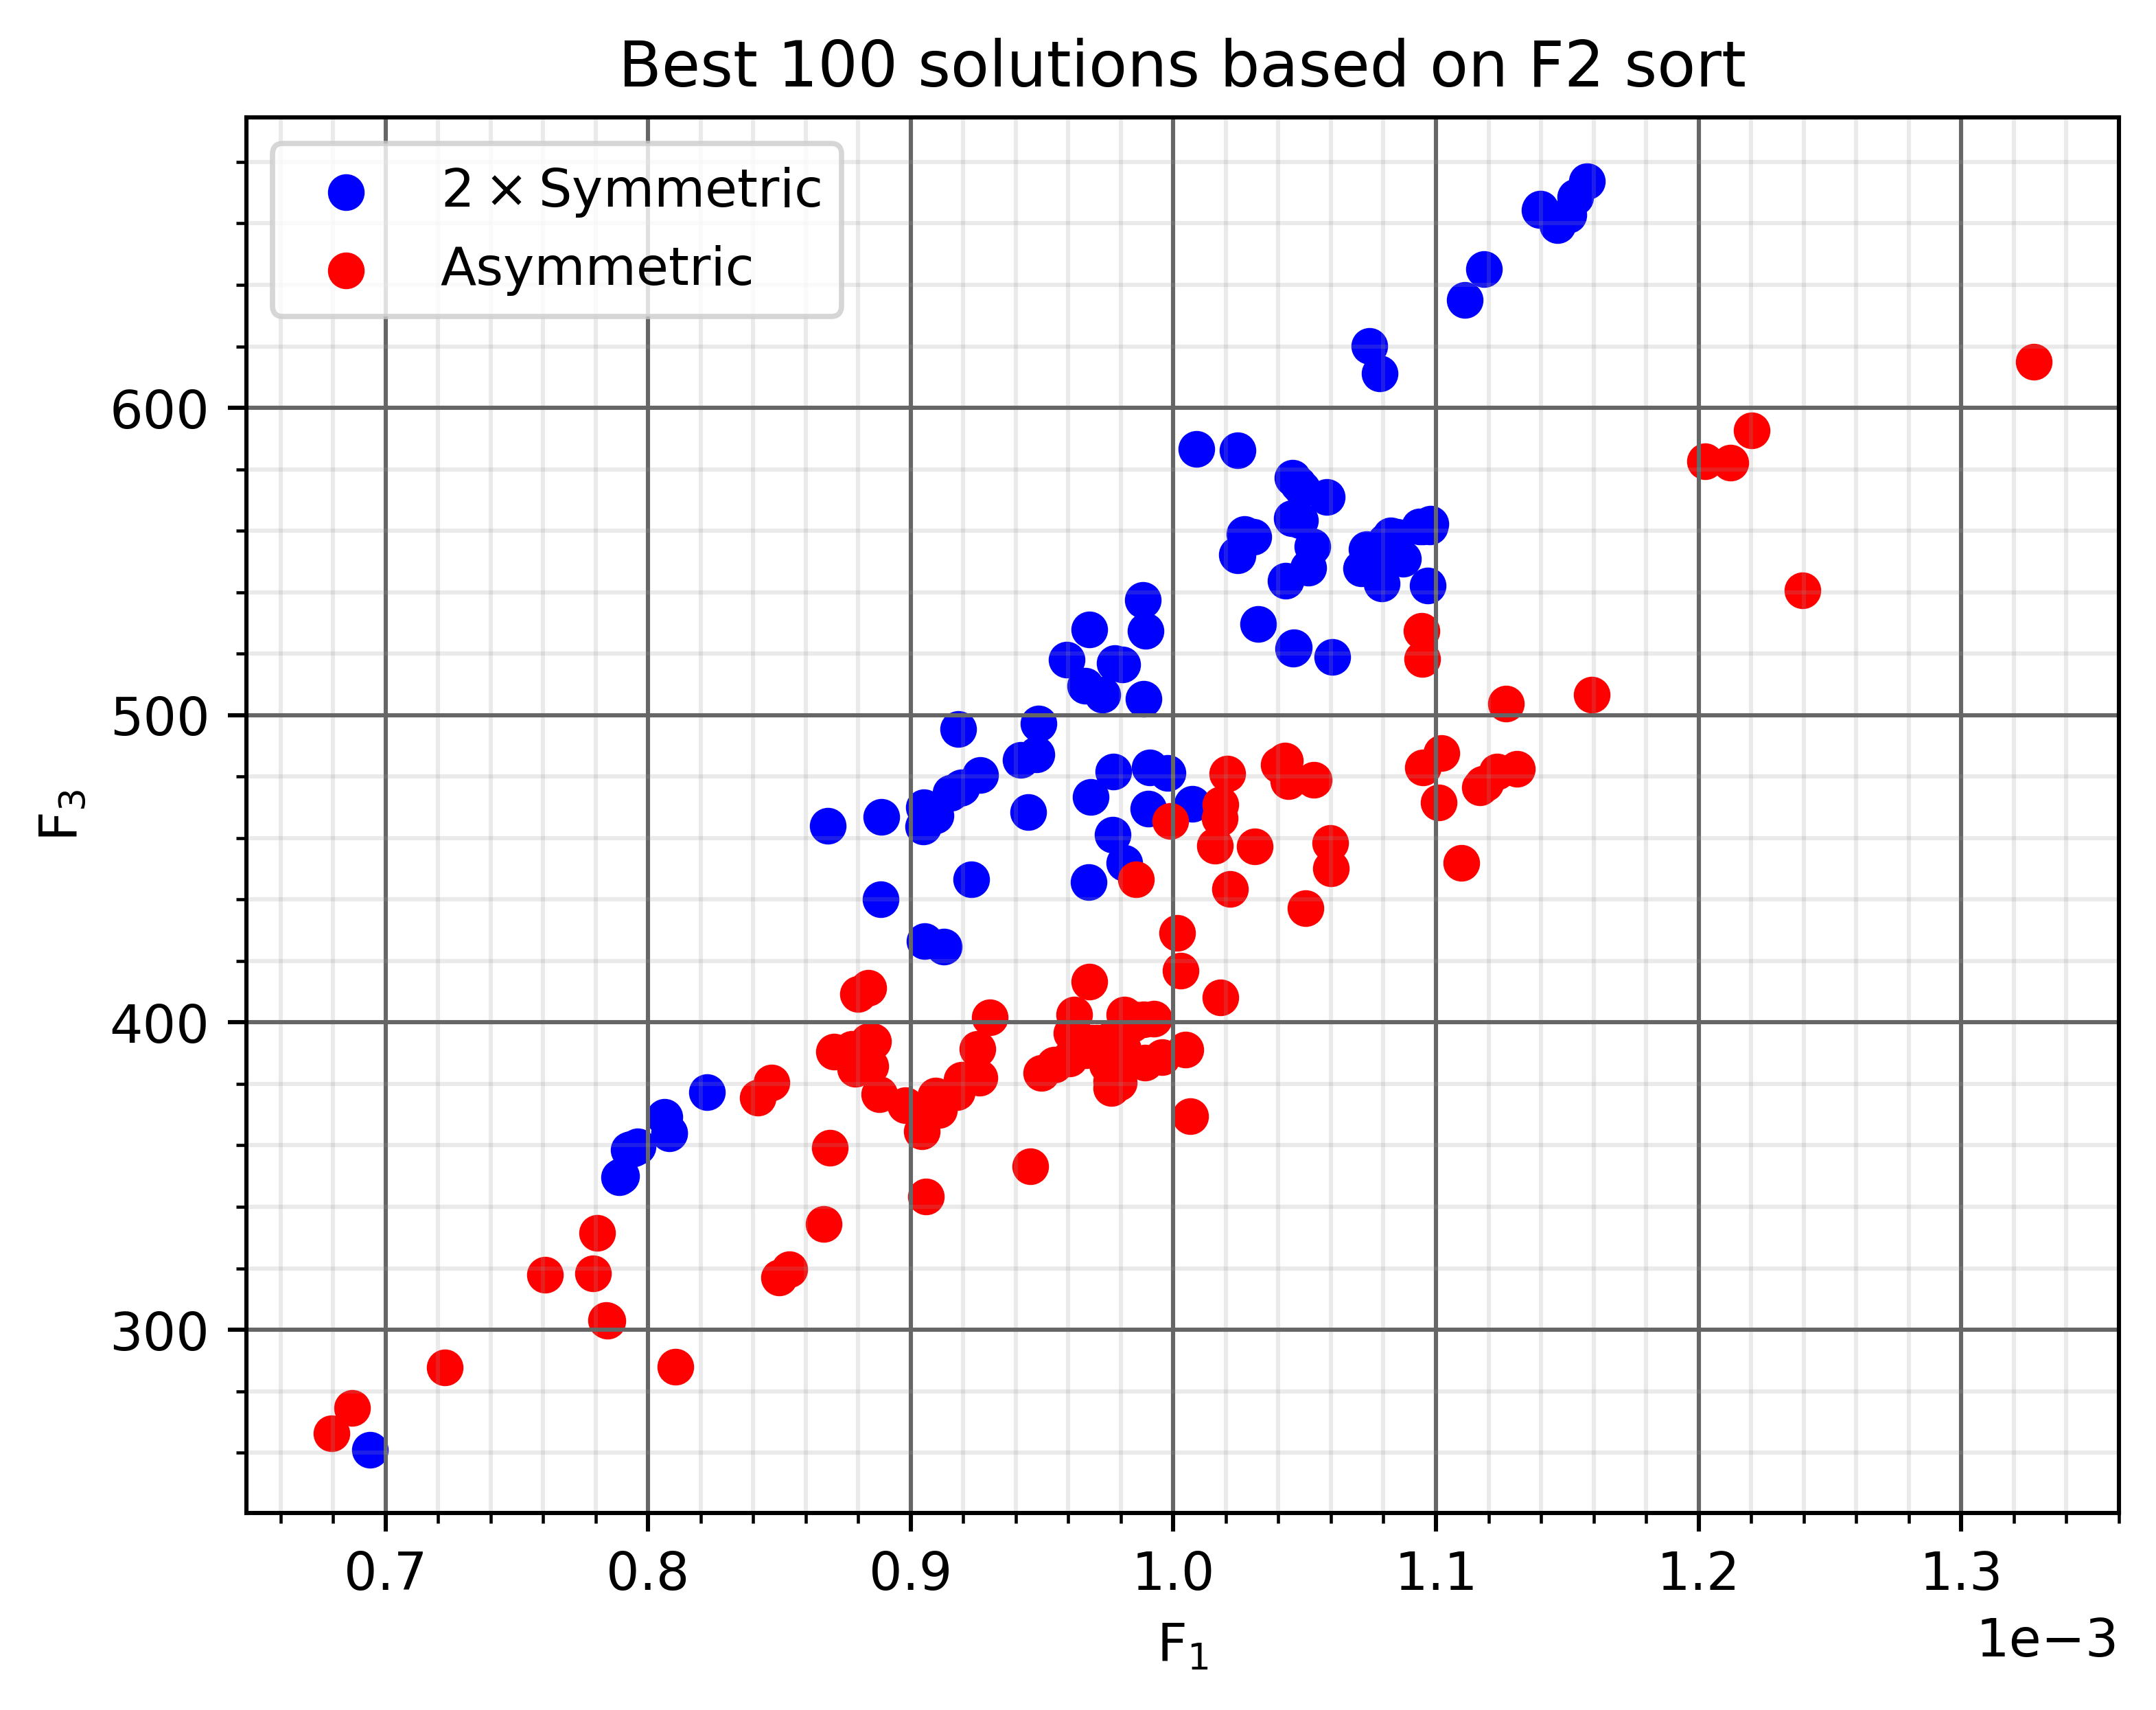 Best 100 solutions based on F2 sort
2 × Symmetric
Asymmetric
600
500
400
300
F₃
0.7 0.8 0.9 1.0 1.1 1.2 1.3
1e−3
F₁